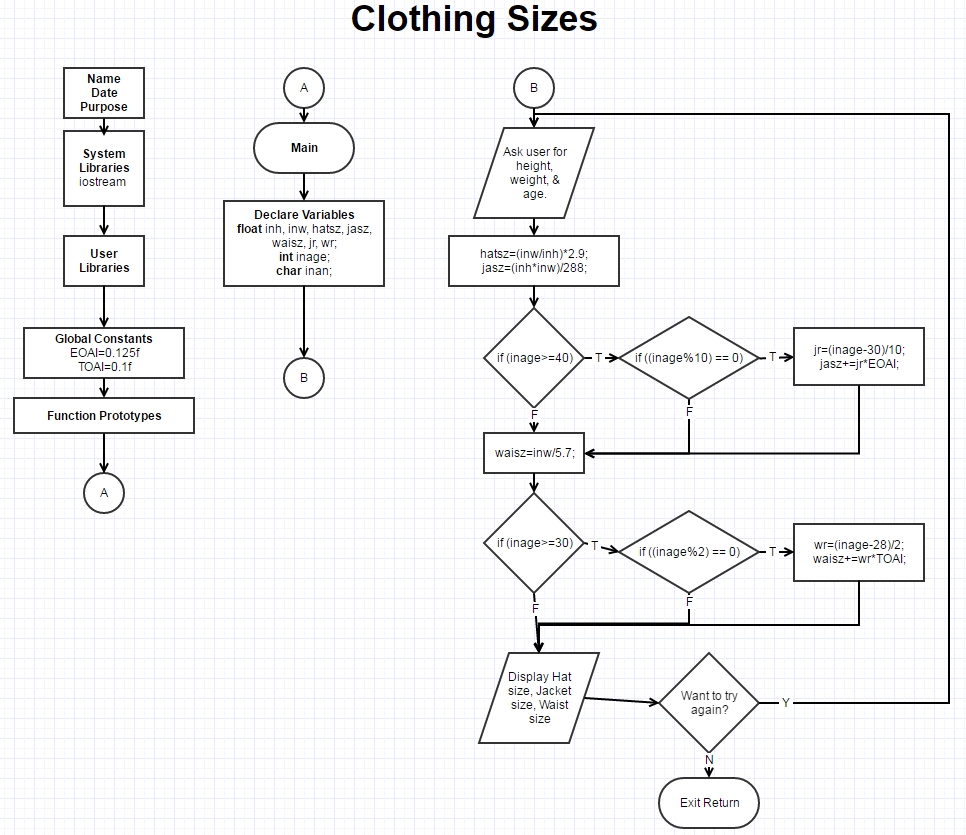 Clothing Sizes
Name
Date
Purpose
System
Libraries
iostream
User
Libraries
Global Constants
EOAI=0.125f
TOAI=0.1f
Function Prototypes
A
A
Main
Declare Variables
float inh, inw, hatsz, jasz,
waisz, jr, wr;
int inage;
char inan;
B
B
Ask user for
height,
weight, &
age.
hatsz=(inw/inh)*2.9;
jasz=(inh*inw)/288;
if (inage>=40)
T
if ((inage%10) == 0)
T
jr=(inage-30)/10;
jasz+=jr*EOAI;
F
F
waisz=inw/5.7;
if (inage>=30)
T
if ((inage%2) == 0)
T
wr=(inage-28)/2;
waisz+=wr*TOAI;
F
F
Display Hat
size, Jacket
size, Waist
size
Want to try
again?
Y
N
Exit Return